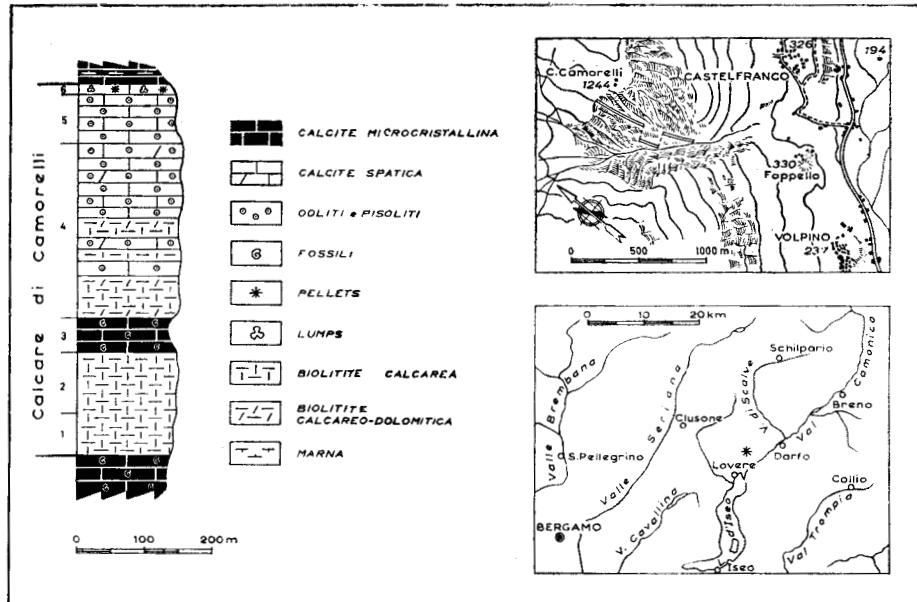 Calcare di Camorelli
6
5
4
3
2
1
0 100 200 m
CALCITE MICROCRISTALLINA
CALCITE SPATICA
OOLITI e PISOLITI
FOSSILI
PELLETS
LUMPS
BIOLITITE CALCAREA
BIOLITITE
CALCAREO-DOLOMITICA
MARNA
326
194
C. Camorelli
1244
CASTELFRANCO
330
Foppella
VOLPINO
237
N
0 500 1000 m
0 10 20 km
Schilpario
Valle Brembana
Valle Seriana
V. di Scalve
Val Camonica
Breno
Clusone
S. Pellegrino
Darfo
Lovere
Collio
BERGAMO
V. Cavallina
L. d'Iseo
Val Trompia
Iseo